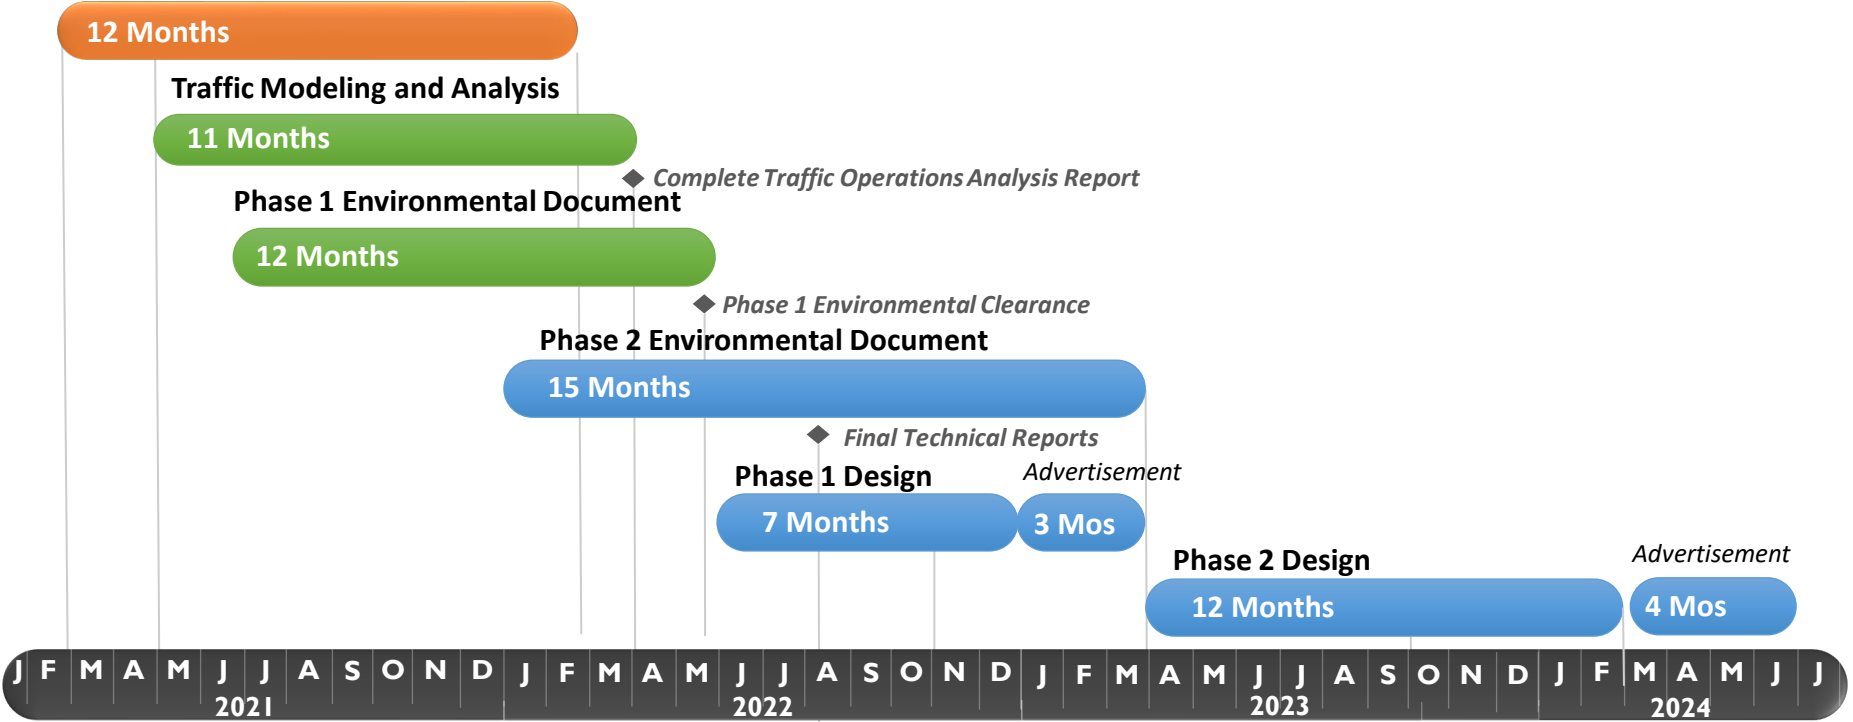 12 Months
Traffic Modeling and Analysis
11 Months
Complete Traffic Operations Analysis Report
Phase 1 Environmental Document
12 Months
Phase 1 Environmental Clearance
Phase 2 Environmental Document
15 Months
Final Technical Reports
Phase 1 Design
Advertisement
7 Months
3 Mos
Phase 2 Design
Advertisement
12 Months
4 Mos
J F M A M J J A S O N D J F M A M J J A S O N D J F M A M J J A S O N D J F M A M J J
2021 2022 2023 2024